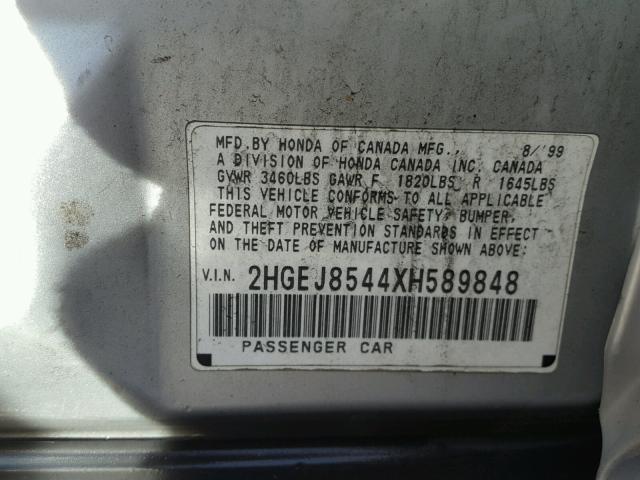 MFD.BY HONDA OF CANADA MFG., 8/'99
A DIVISION OF HONDA CANADA INC. CANADA
GVWR 3460LBS GAWR F 1820LBS R 1645LBS
THIS VEHICLE CONFORMS TO ALL APPLICABLE
FEDERAL MOTOR VEHICLE SAFETY, BUMPER,
AND THEFT PREVENTION STANDARDS IN EFFECT
ON THE DATE OF MANUFACTURE SHOWN ABOVE.
V.I.N. 2HGEJ8544XH589848
PASSENGER CAR